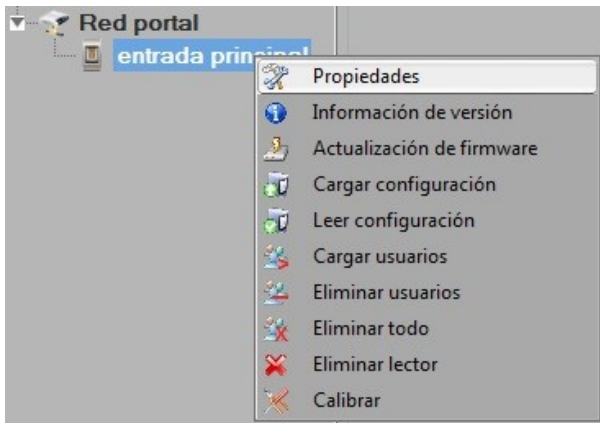 Red portal
entrada principal
Propiedades
Información de versión
Actualización de firmware
Cargar configuración
Leer configuración
Cargar usuarios
Eliminar usuarios
Eliminar todo
Eliminar lector
Calibrar